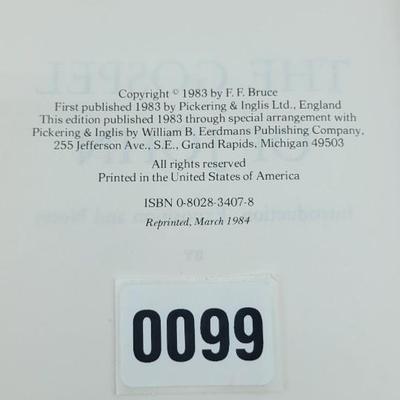 Copyright © 1983 by F. F. Bruce
First published 1983 by Pickering & Inglis Ltd., England
This edition published 1983 through special arrangement with
Pickering & Inglis by William B. Eerdmans Publishing Company,
255 Jefferson Ave., S.E., Grand Rapids, Michigan 49503
All rights reserved
Printed in the United States of America
ISBN 0-8028-3407-8
Reprinted, March 1984
0099